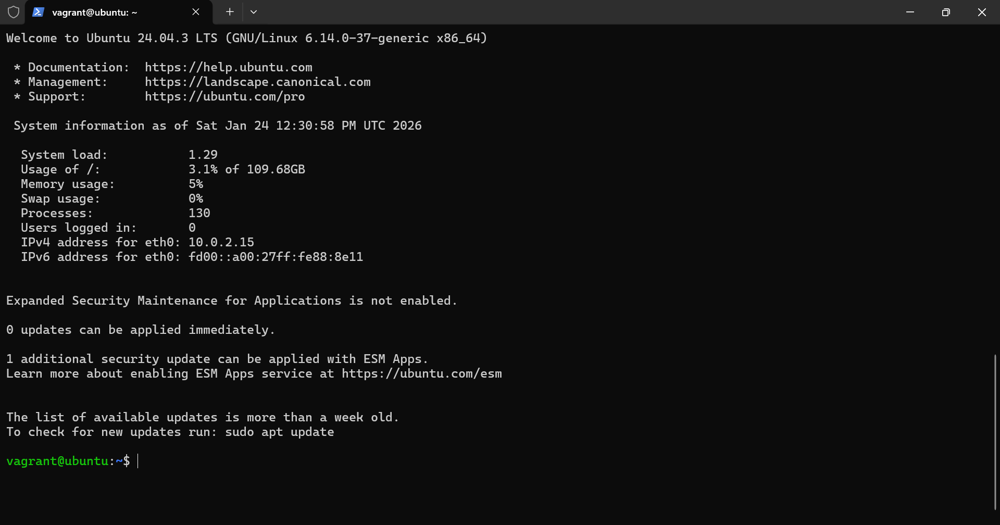 vagrant@ubuntu: ~
Welcome to Ubuntu 24.04.3 LTS (GNU/Linux 6.14.0-37-generic x86_64)
* Documentation:  https://help.ubuntu.com
* Management:     https://landscape.canonical.com
* Support:        https://ubuntu.com/pro
System information as of Sat Jan 24 12:30:58 PM UTC 2026
System load:           1.29
Usage of /:            3.1% of 109.68GB
Memory usage:          5%
Swap usage:            0%
Processes:             130
Users logged in:       0
IPv4 address for eth0: 10.0.2.15
IPv6 address for eth0: fd00::a00:27ff:fe88:8e11
Expanded Security Maintenance for Applications is not enabled.
0 updates can be applied immediately.
1 additional security update can be applied with ESM Apps.
Learn more about enabling ESM Apps service at https://ubuntu.com/esm
The list of available updates is more than a week old.
To check for new updates run: sudo apt update
vagrant@ubuntu:~$